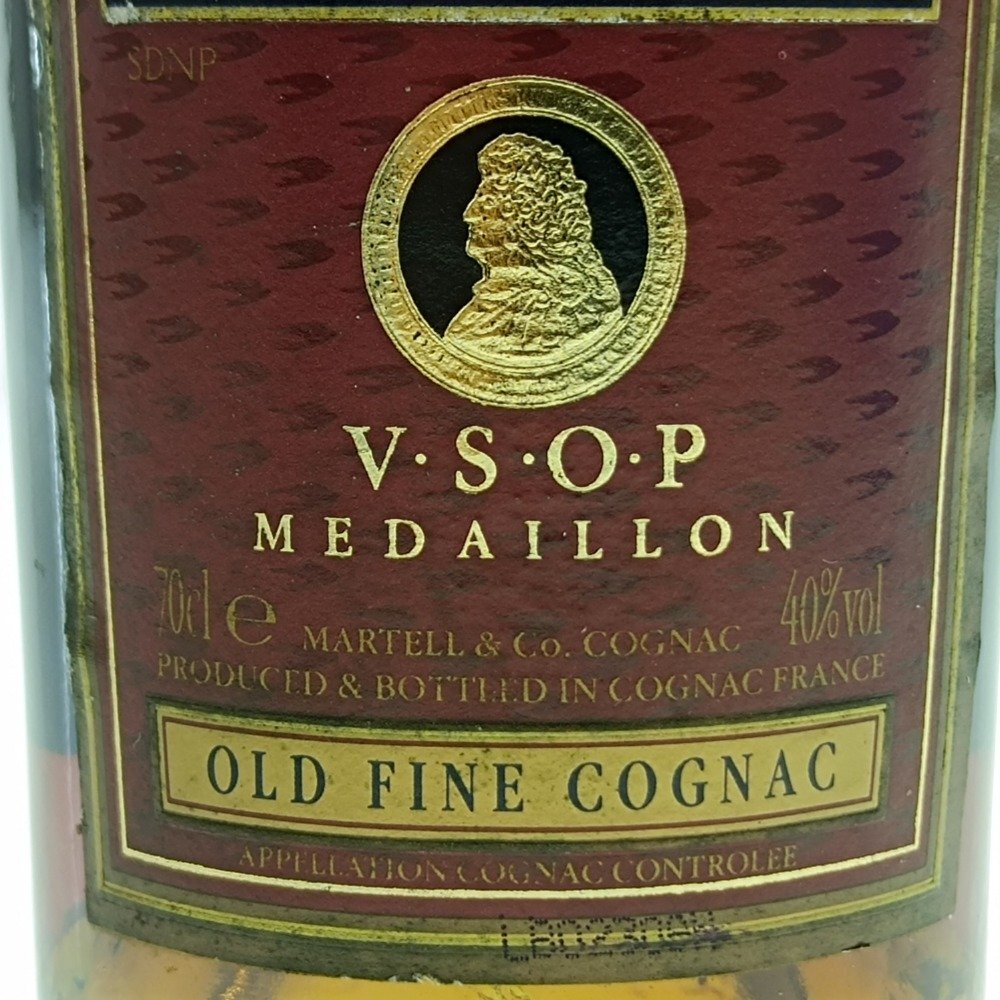 SDNP
V·S·O·P
MEDAILLON
70cl e
40%vol
MARTELL & Co. COGNAC
PRODUCED & BOTTLED IN COGNAC FRANCE
OLD FINE COGNAC
APPELLATION COGNAC CONTROLEE